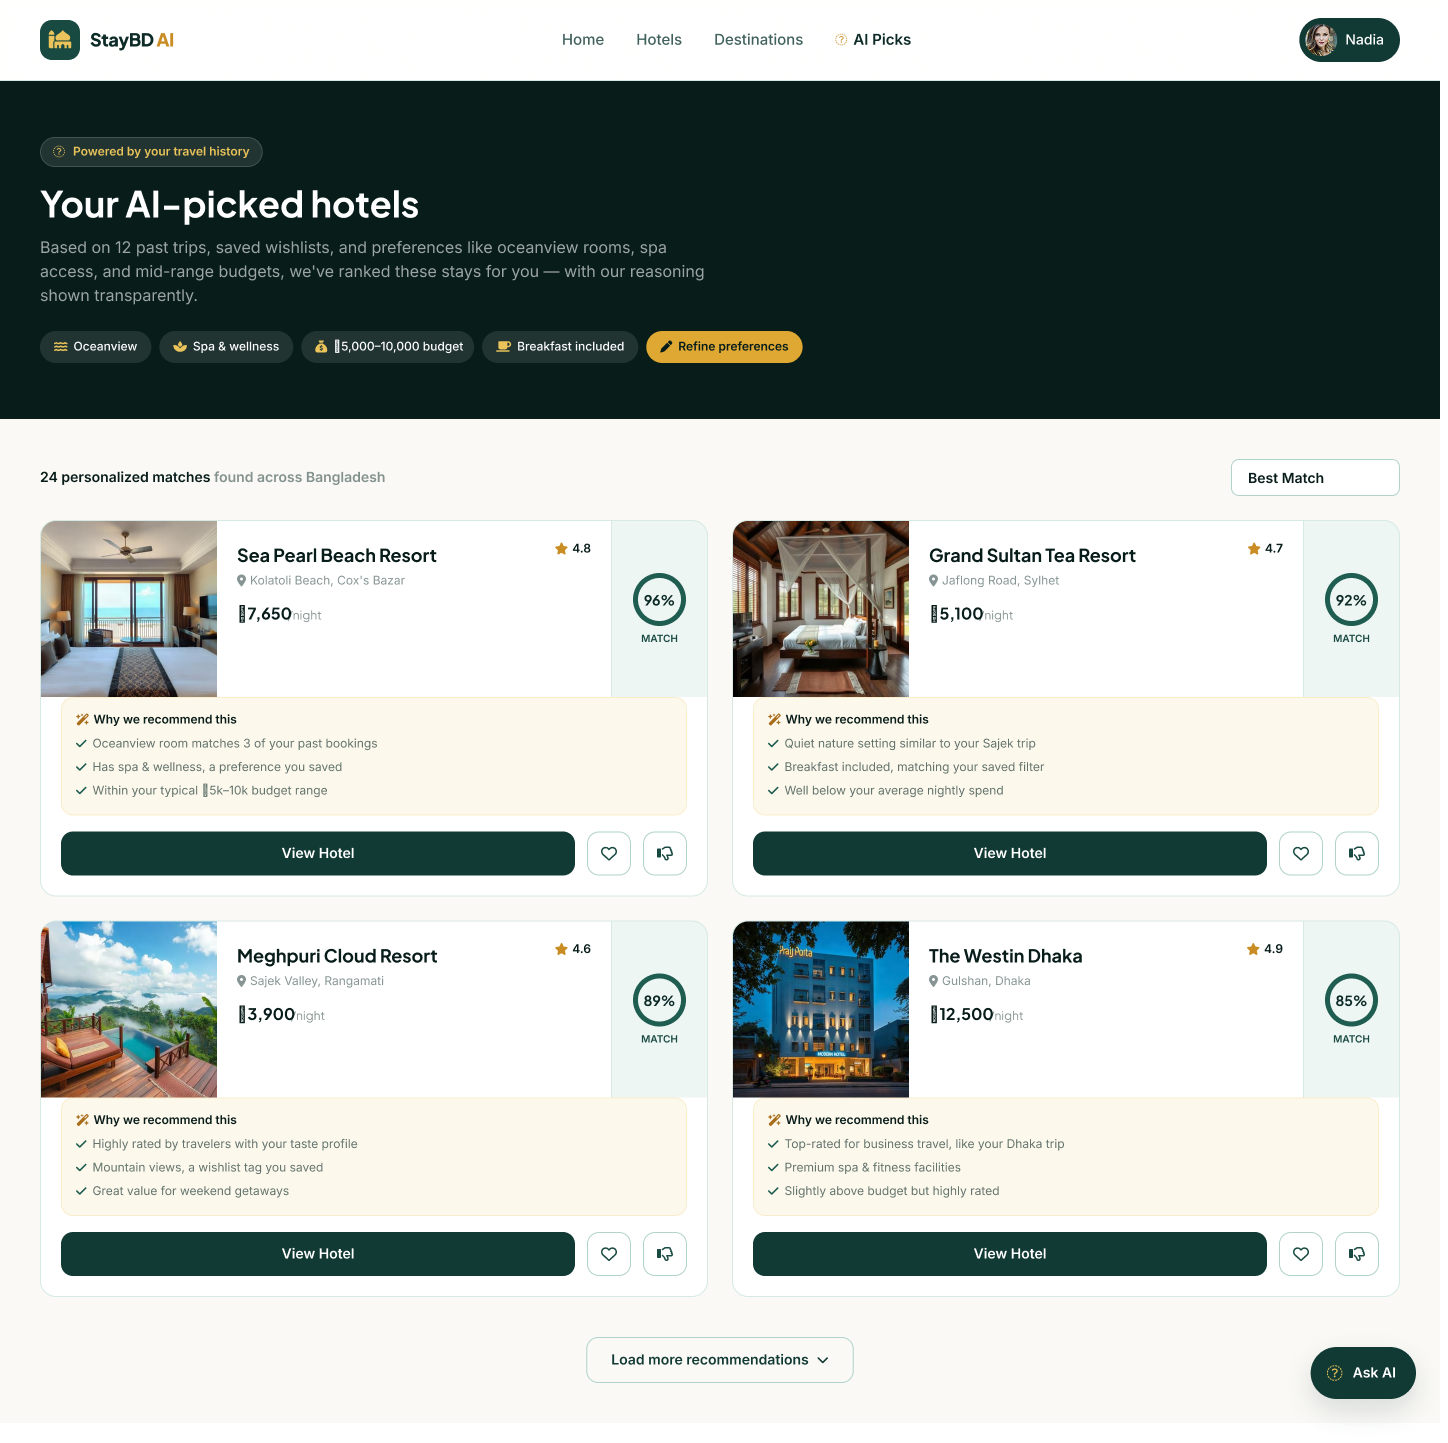 StayBD AI
Home
Hotels
Destinations
AI Picks
Nadia
Powered by your travel history
Your AI-picked hotels
Based on 12 past trips, saved wishlists, and preferences like oceanview rooms, spa
access, and mid-range budgets, we've ranked these stays for you — with our reasoning
shown transparently.
Oceanview
Spa & wellness
5,000–10,000 budget
Breakfast included
Refine preferences
24 personalized matches found across Bangladesh
Best Match
Sea Pearl Beach Resort
4.8
Kolatoli Beach, Cox's Bazar
7,650/night
96%
MATCH
Why we recommend this
Oceanview room matches 3 of your past bookings
Has spa & wellness, a preference you saved
Within your typical 5k–10k budget range
View Hotel
Grand Sultan Tea Resort
4.7
Jaflong Road, Sylhet
5,100/night
92%
MATCH
Why we recommend this
Quiet nature setting similar to your Sajek trip
Breakfast included, matching your saved filter
Well below your average nightly spend
View Hotel
Meghpuri Cloud Resort
4.6
Sajek Valley, Rangamati
3,900/night
89%
MATCH
Why we recommend this
Highly rated by travelers with your taste profile
Mountain views, a wishlist tag you saved
Great value for weekend getaways
View Hotel
The Westin Dhaka
4.9
Gulshan, Dhaka
12,500/night
85%
MATCH
MODERN HOTEL
Why we recommend this
Top-rated for business travel, like your Dhaka trip
Premium spa & fitness facilities
Slightly above budget but highly rated
View Hotel
Load more recommendations
Ask AI